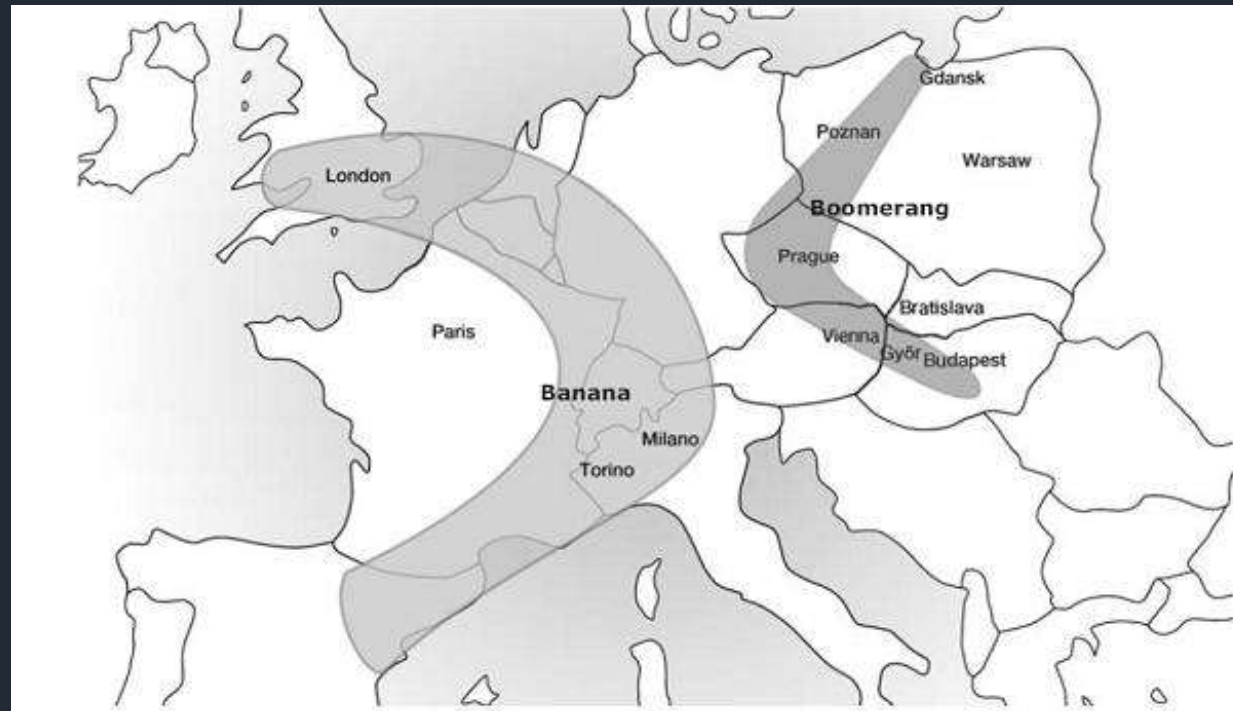 Gdansk
Poznan
Warsaw
London
Boomerang
Prague
Bratislava
Paris
Vienna
Győr
Budapest
Banana
Milano
Torino